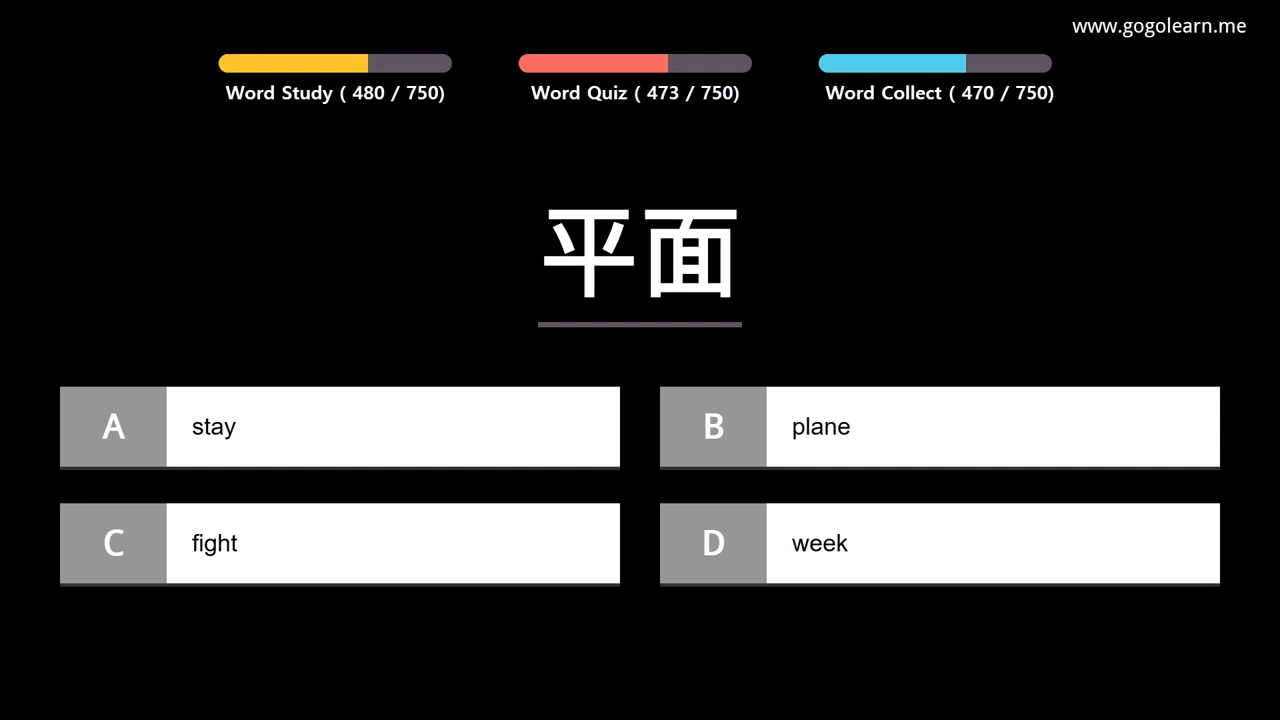 www.gogolearn.me
Word Study ( 480 / 750)
Word Quiz ( 473 / 750)
Word Collect ( 470 / 750)
平面
A stay
B plane
C fight
D week